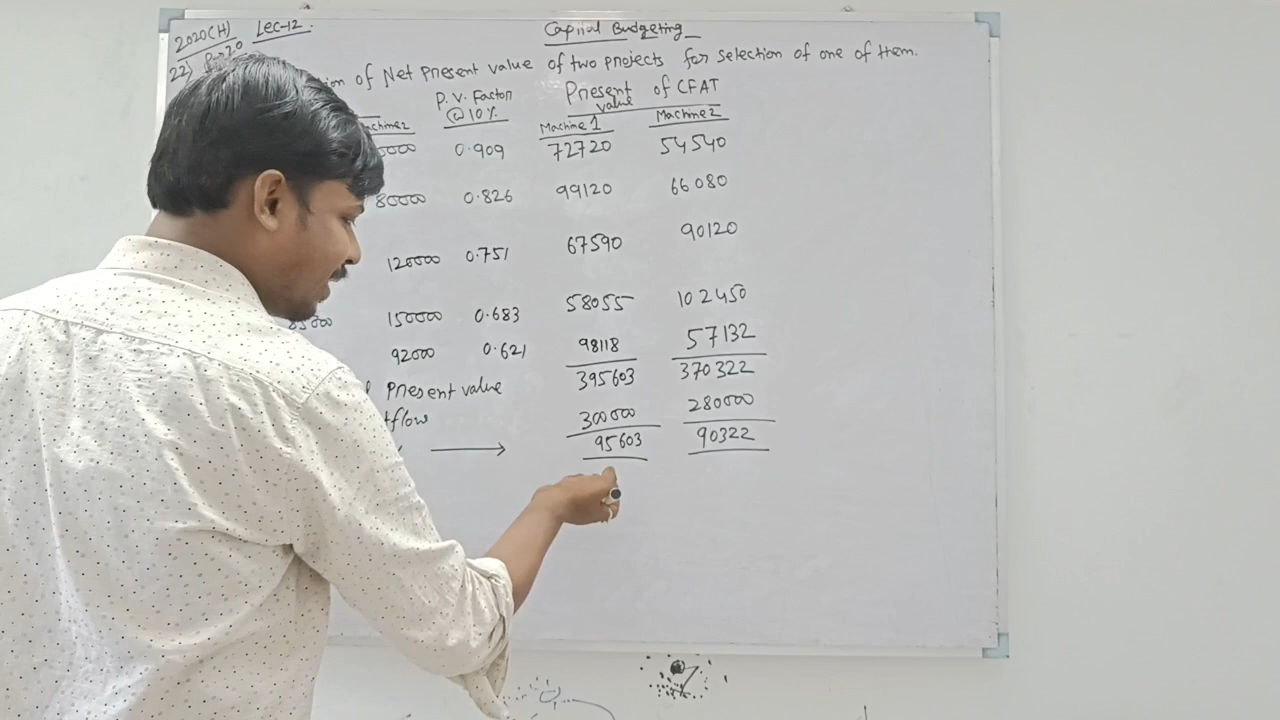 2020(H) Lec-12. Capital Budgeting
22) of Net present value of two projects for selection of one of them.
P.V. Factor Present value of CFAT
@10%
Machine 1 Machine 2
0.909 72720 54540
80000 0.826 99120 66080
120000 0.751 67590 90120
85000 150000 0.683 58055 102450
92000 0.621 98118 57132
Present value 395603 370322
300000 280000
95603 90322